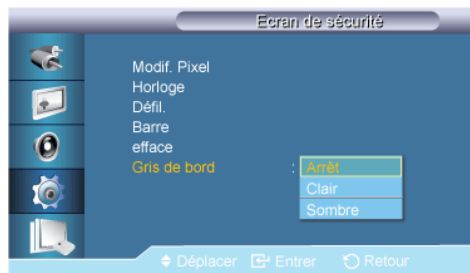 Ecran de sécurité
Modif. Pixel
Horloge
Défil.
Barre
efface
Gris de bord : Arrêt
Clair
Sombre
Déplacer Entrer Retour